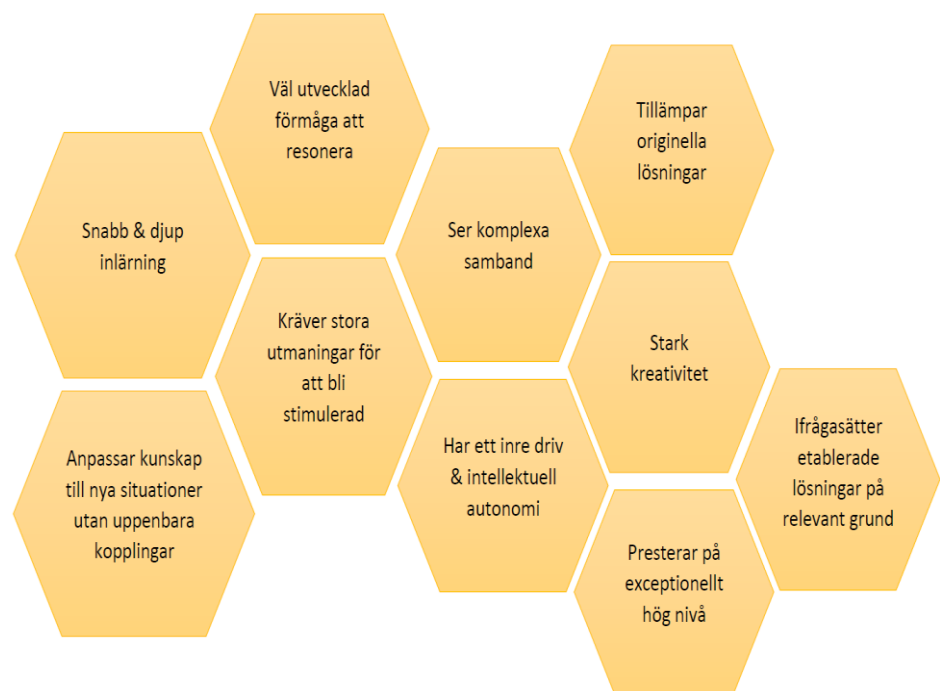 Väl utvecklad
förmåga att
resonera
Tillämpar
originella
lösningar
Snabb & djup
inlärning
Ser komplexa
samband
Kräver stora
utmaningar för
att bli
stimulerad
Stark
kreativitet
Anpassar kunskap
till nya situationer
utan uppenbara
kopplingar
Har ett inre driv
& intellektuell
autonomi
Ifrågasätter
etablerade
lösningar på
relevant grund
Presterar på
exceptionellt
hög nivå